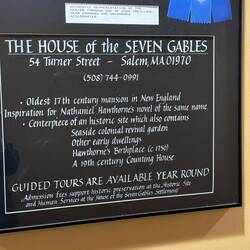 THE HOUSE of the SEVEN GABLES
54 Turner Street – Salem, MA 01970
(508) 744-0991
• Oldest 17th century mansion in New England
Inspiration for Nathaniel Hawthorne's novel of the same name
• Centerpiece of an historic site which also contains
Seaside colonial revival garden
Other early dwellings
Hawthorne's Birthplace (c 1750)
A 19th century Counting House
GUIDED TOURS ARE AVAILABLE YEAR ROUND
"Admission Fees support historic preservation at the Historic Site
and Human Services at the House of the Seven Gables Settlement"